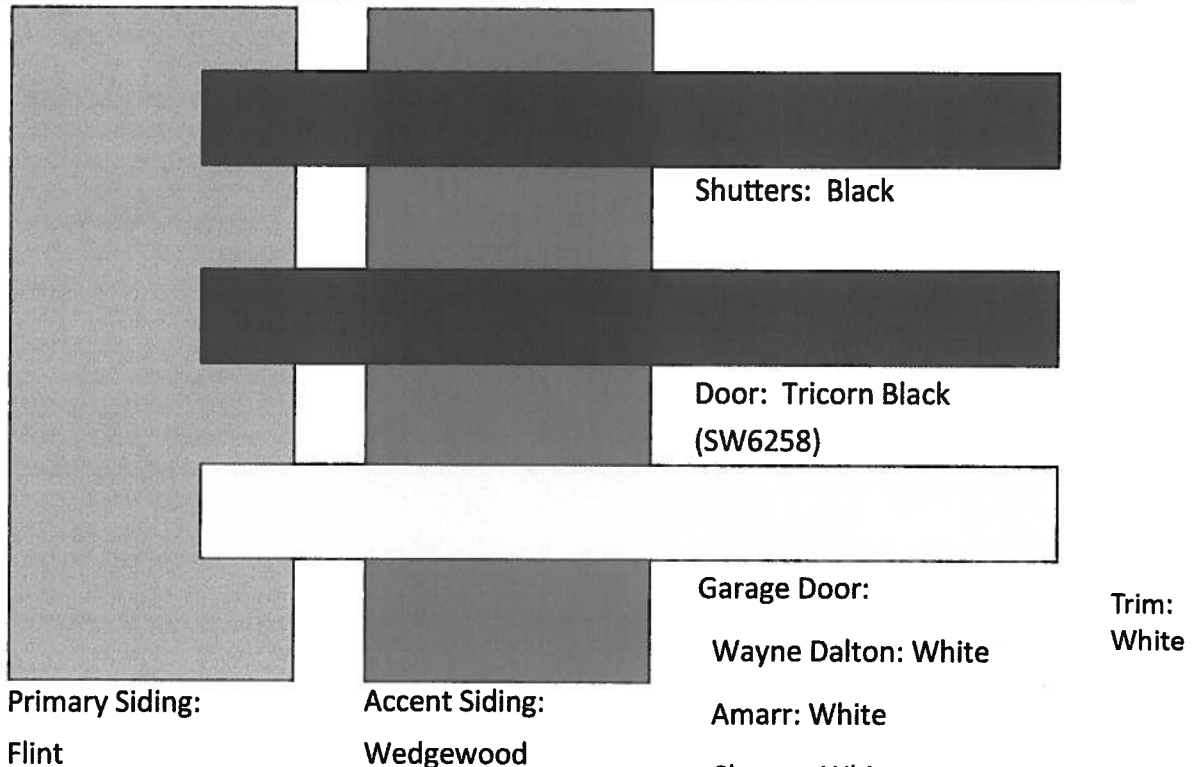 Shutters: Black
Door: Tricorn Black
(SW6258)
Garage Door:
Wayne Dalton: White
Amarr: White
Trim:
White
Primary Siding:
Flint
Accent Siding:
Wedgewood